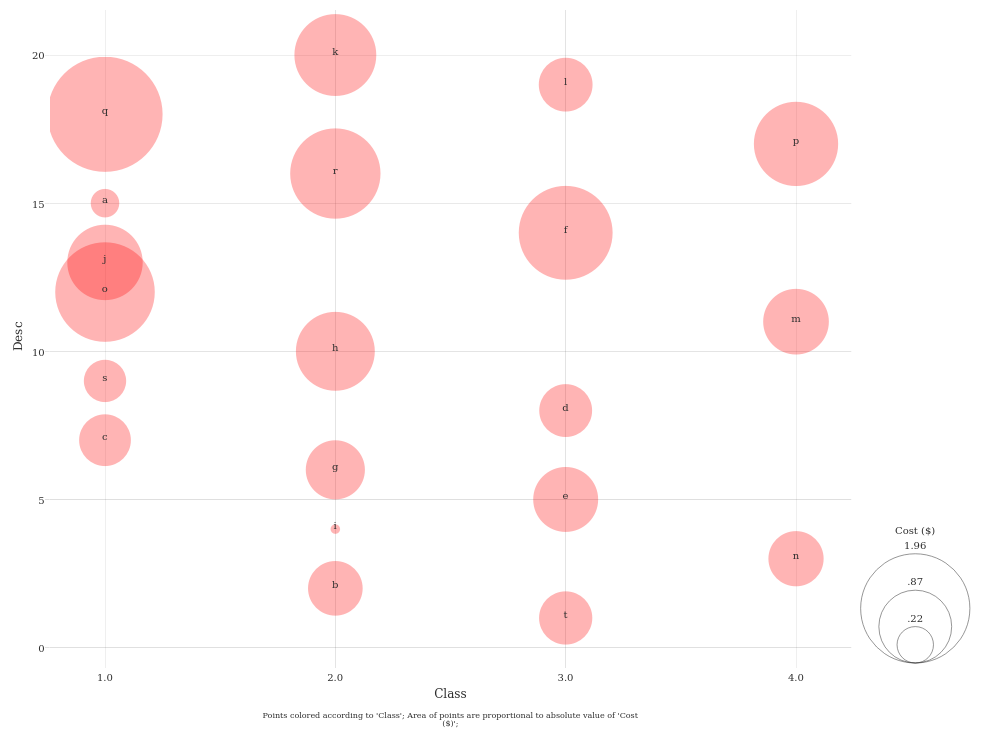 20
k
l
q
p
r
15
a
f
j
o
m
Desc
10
h
s
d
c
g
5
e
i
Cost ($)
1.96
n
.87
b
t
.22
0
1.0 2.0 3.0 4.0
Class
Points colored according to 'Class'; Area of points are proportional to absolute value of 'Cost
($)';